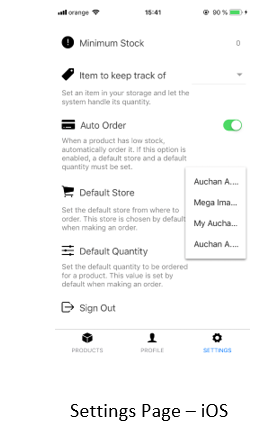 orange 15:41 90 %
Minimum Stock 0
Item to keep track of
Set an item in your storage and let the
system handle its quantity.
Auto Order
When a product has low stock,
automatically order it. If this option is
enabled, a default store and a default
quantity must be set.
Default Store
Set the default store from where to
order. This store is chosen by default
when making an order.
Auchan A....
Mega Ima...
My Aucha...
Auchan A....
Default Quantity
Set the default quantity to be ordered
for a product. This value is set by
default when making an order.
Sign Out
PRODUCTS PROFILE SETTINGS
Settings Page – iOS